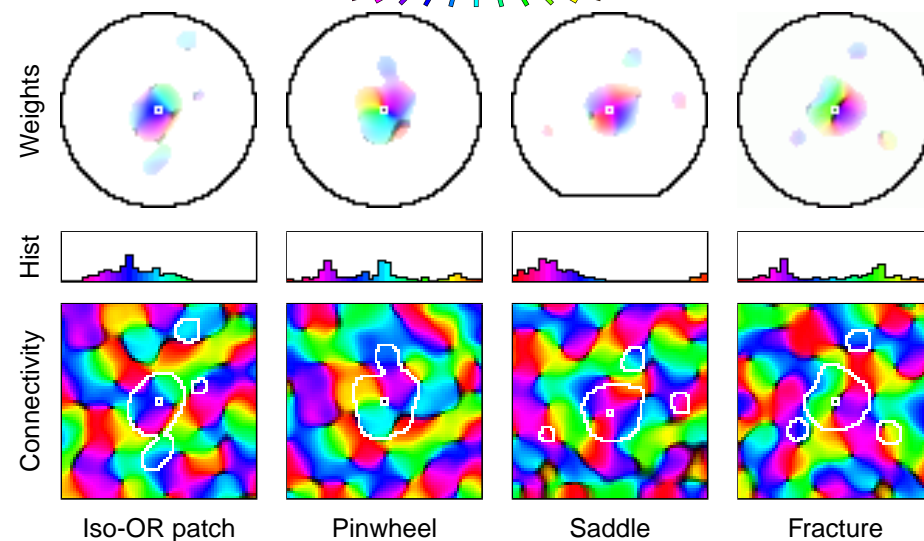 Weights
Hist
Connectivity
Iso-OR patch
Pinwheel
Saddle
Fracture